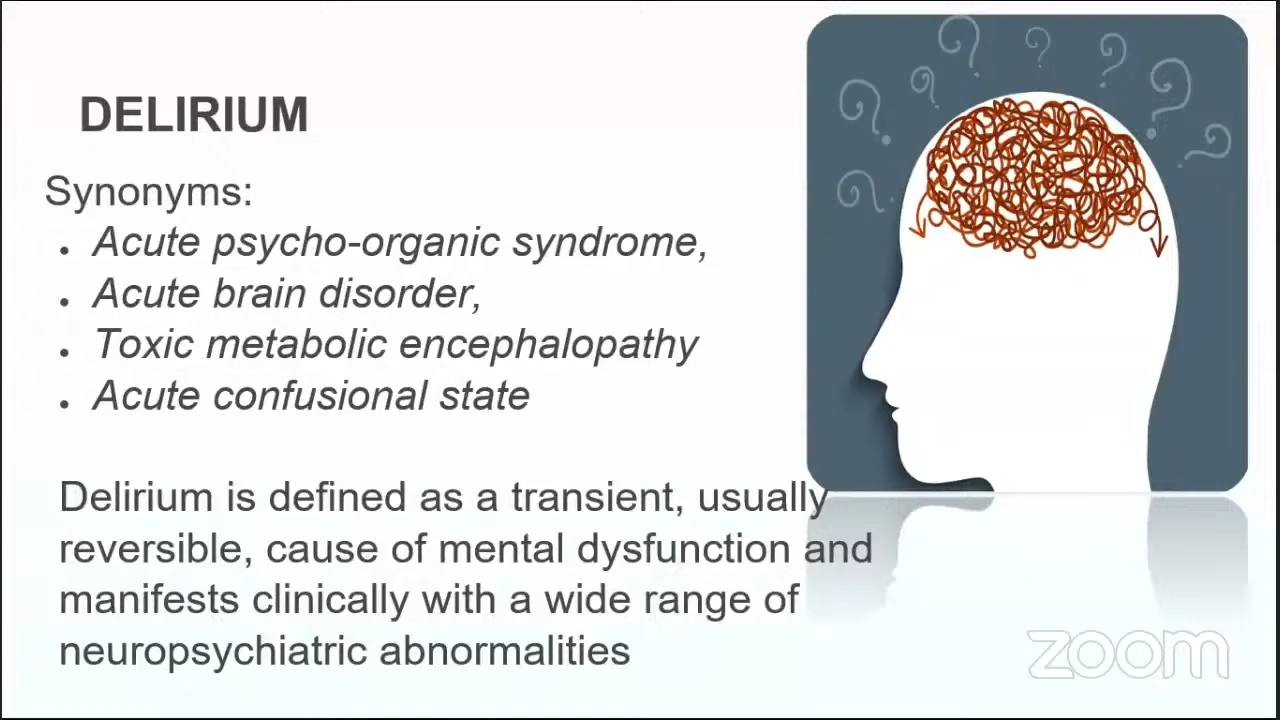 DELIRIUM
Synonyms:
• Acute psycho-organic syndrome,
• Acute brain disorder,
• Toxic metabolic encephalopathy
• Acute confusional state
Delirium is defined as a transient, usually
reversible, cause of mental dysfunction and
manifests clinically with a wide range of
neuropsychiatric abnormalities
zoom